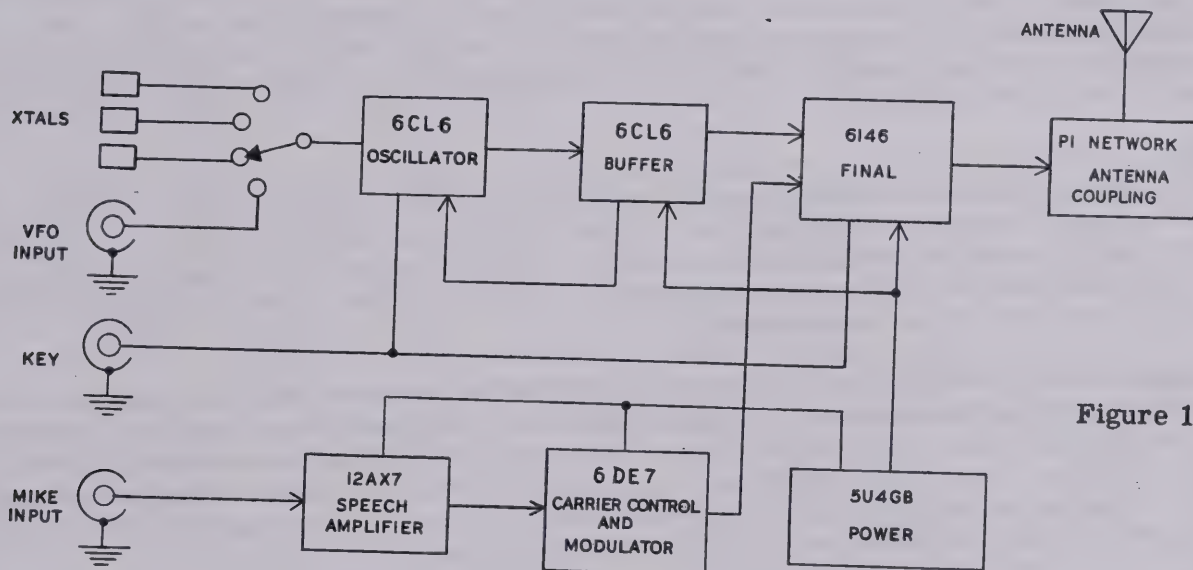 ANTENNA
XTALS
6CL6
OSCILLATOR
6CL6
BUFFER
6146
FINAL
PI NETWORK
ANTENNA
COUPLING
VFO
INPUT
KEY
Figure 1
MIKE
INPUT
12AX7
SPEECH
AMPLIFIER
6DE7
CARRIER CONTROL
AND
MODULATOR
5U4GB
POWER